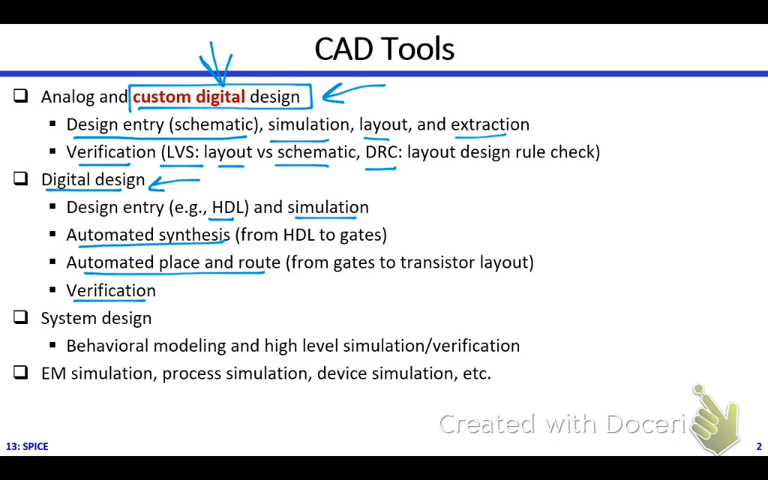 CAD Tools
Analog and custom digital design
Design entry (schematic), simulation, layout, and extraction
Verification (LVS: layout vs schematic, DRC: layout design rule check)
Digital design
Design entry (e.g., HDL) and simulation
Automated synthesis (from HDL to gates)
Automated place and route (from gates to transistor layout)
Verification
System design
Behavioral modeling and high level simulation/verification
EM simulation, process simulation, device simulation, etc.
Created with Doceri
13: SPICE
2